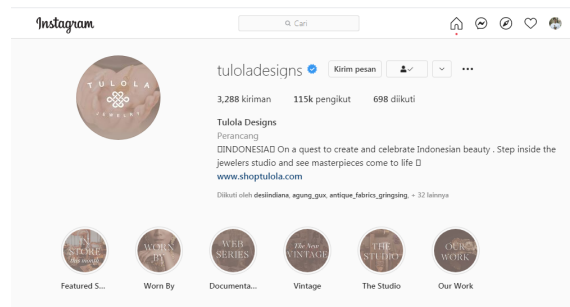 Instagram
Cari
TULOLA
JEWELRY
tuloladesigns
Kirim pesan
3,288 kiriman 115k pengikut 698 diikuti
Tulola Designs
Perancang
▯INDONESIA▯ On a quest to create and celebrate Indonesian beauty . Step inside the
jewelers studio and see masterpieces come to life ▯
www.shoptulola.com
Diikuti oleh desiindiana, agung_gux, antique_fabrics_gringsing, + 32 lainnya
IN
STORE
this month
WORN
BY
WEB
SERIES
The New
VINTAGE
THE
STUDIO
OUR
WORK
Featured S... Worn By Documenta... Vintage The Studio Our Work